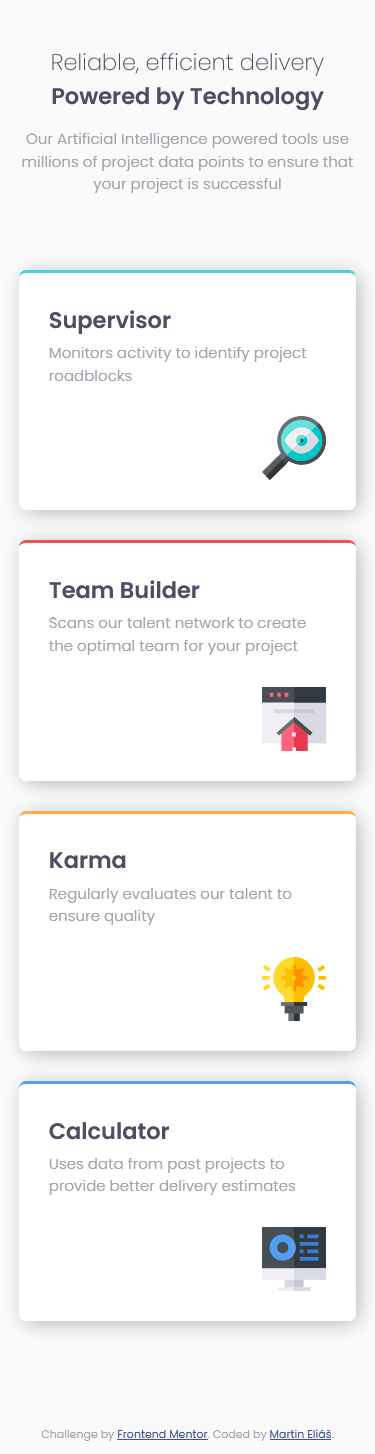 Reliable, efficient delivery
Powered by Technology
Our Artificial Intelligence powered tools use
millions of project data points to ensure that
your project is successful
Supervisor
Monitors activity to identify project
roadblocks
Team Builder
Scans our talent network to create
the optimal team for your project
Karma
Regularly evaluates our talent to
ensure quality
Calculator
Uses data from past projects to
provide better delivery estimates
Challenge by Frontend Mentor. Coded by Martin Eliáš.